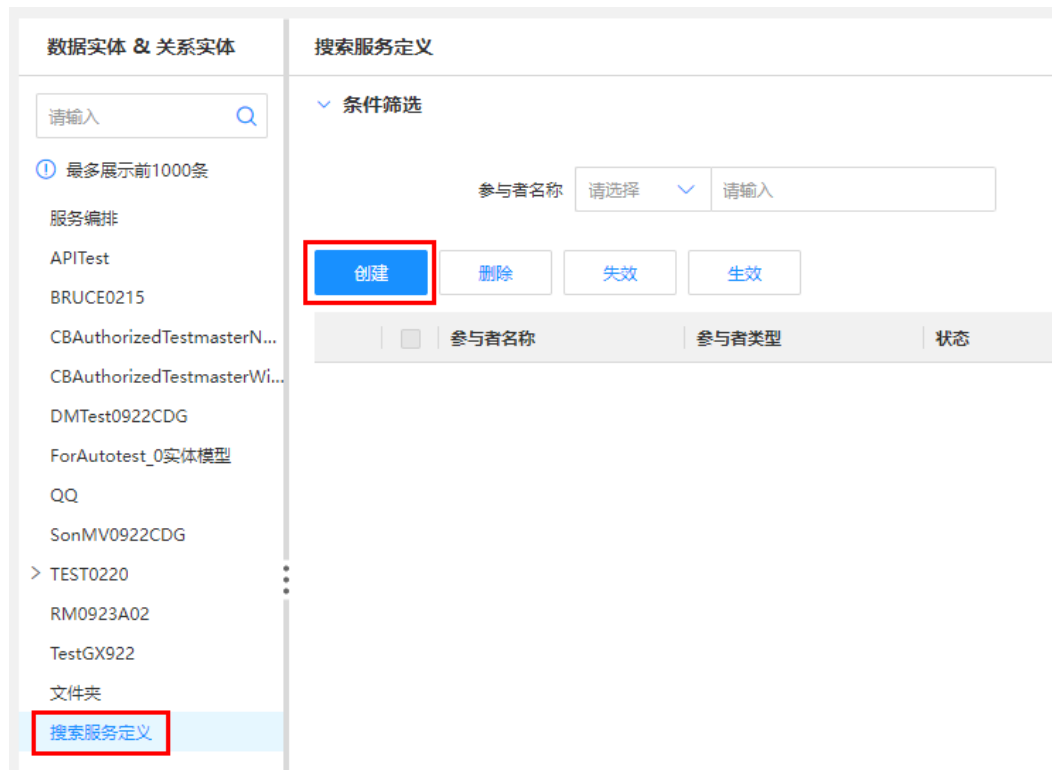 数据实体 & 关系实体
请输入
最多展示前1000条
服务编排
APITest
BRUCE0215
CBAuthorizedTestmasterN...
CBAuthorizedTestmasterWi...
DMTest0922CDG
ForAutotest_0实体模型
QQ
SonMV0922CDG
TEST0220
RM0923A02
TestGX922
文件夹
搜索服务定义
搜索服务定义
条件筛选
参与者名称 请选择 请输入
创建 删除 失效 生效
参与者名称 参与者类型 状态